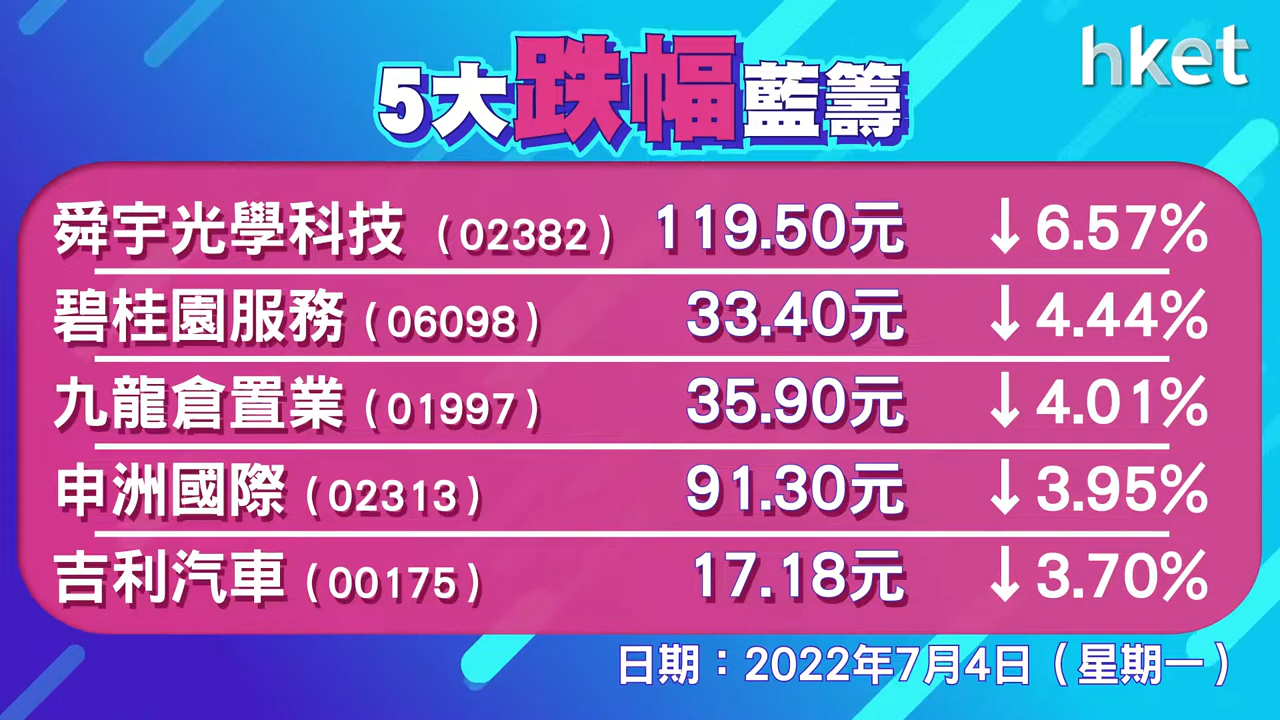 hket
5大跌幅藍籌
舜宇光學科技（02382） 119.50元 ↓6.57%
碧桂園服務（06098） 33.40元 ↓4.44%
九龍倉置業（01997） 35.90元 ↓4.01%
申洲國際（02313） 91.30元 ↓3.95%
吉利汽車（00175） 17.18元 ↓3.70%
日期：2022年7月4日（星期一）